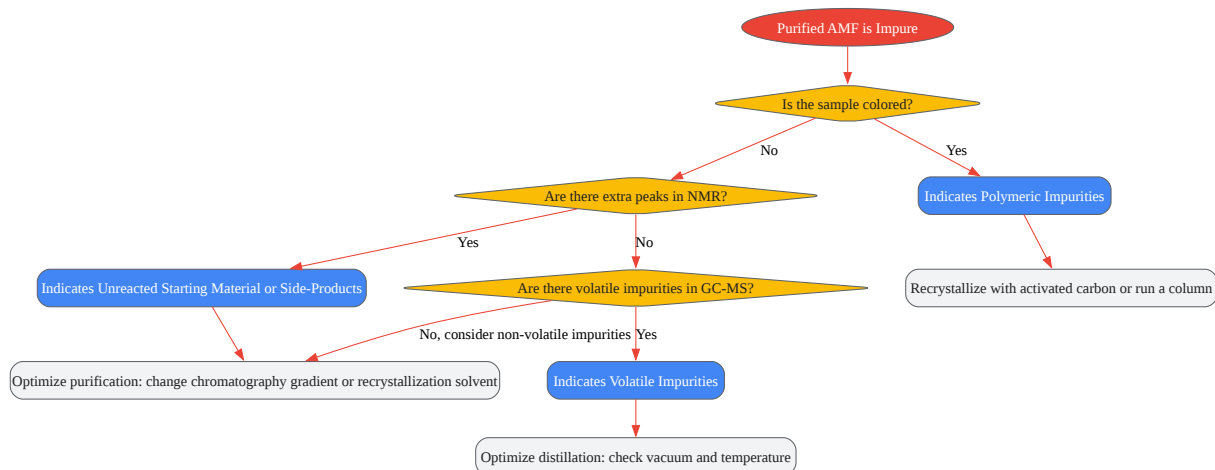 Purified AMF is Impure
Is the sample colored?
No
Yes
Are there extra peaks in NMR?
Indicates Polymeric Impurities
Yes
No
Indicates Unreacted Starting Material or Side-Products
Are there volatile impurities in GC-MS?
Recrystallize with activated carbon or run a column
No, consider non-volatile impurities
Yes
Optimize purification: change chromatography gradient or recrystallization solvent
Indicates Volatile Impurities
Optimize distillation: check vacuum and temperature